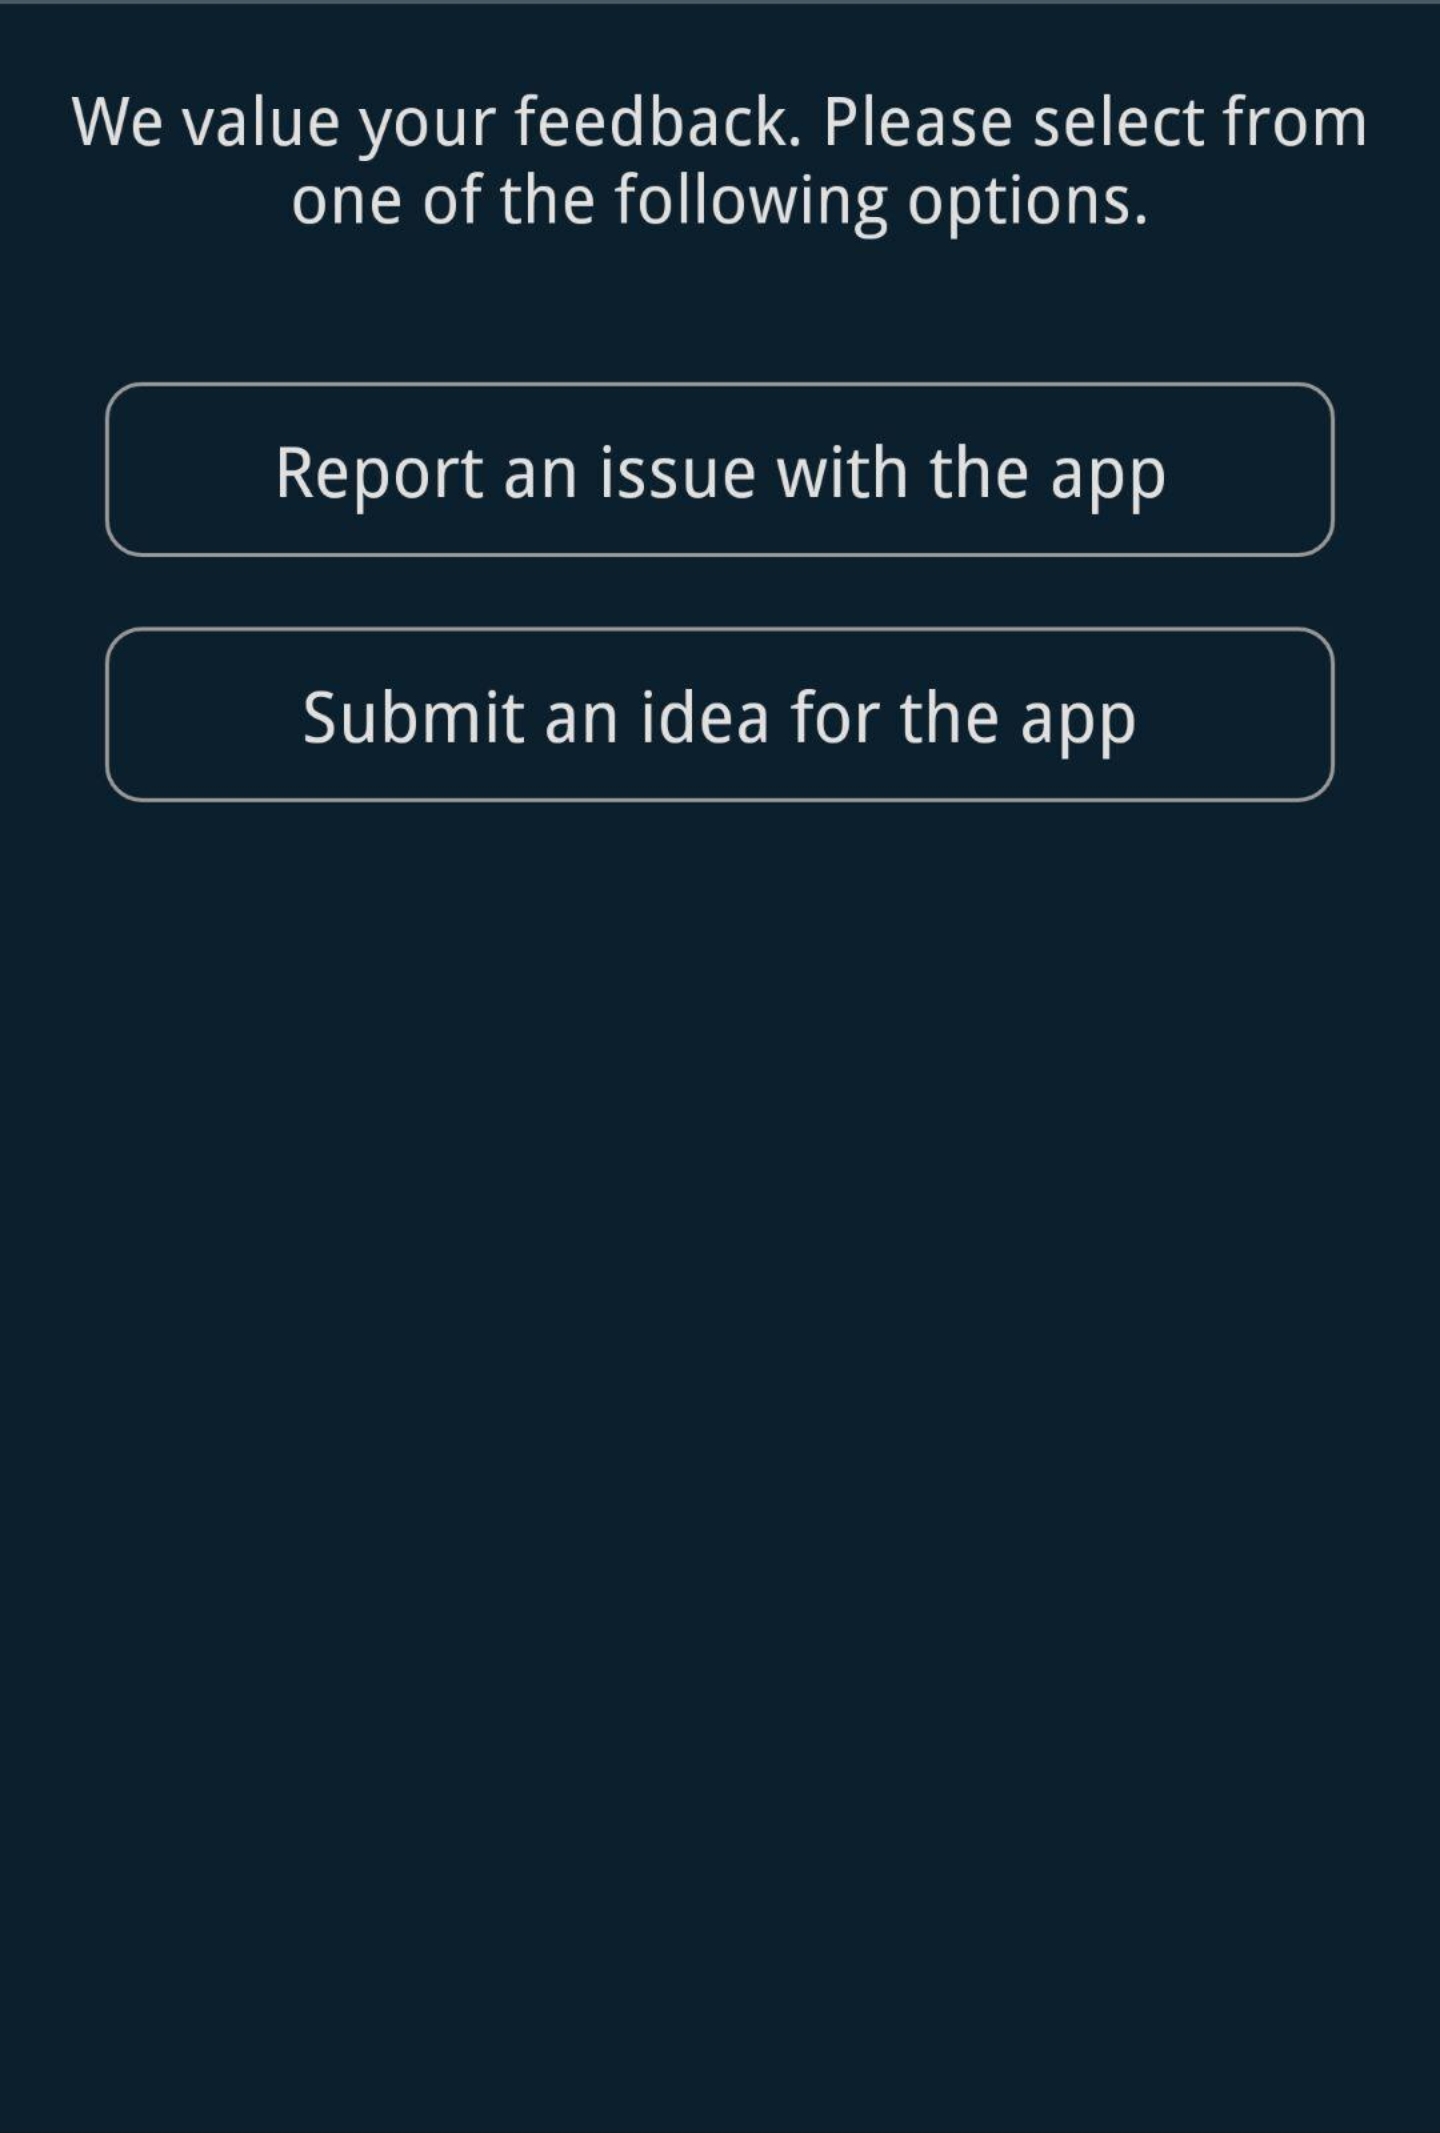 We value your feedback. Please select from
one of the following options.
Report an issue with the app
Submit an idea for the app